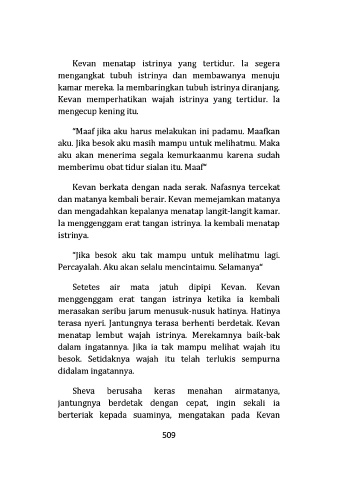 Kevan menatap istrinya yang tertidur. Ia segera
mengangkat tubuh istrinya dan membawanya menuju
kamar mereka. Ia membaringkan tubuh istrinya diranjang.
Kevan memperhatikan wajah istrinya yang tertidur. Ia
mengecup kening itu.
"Maaf jika aku harus melakukan ini padamu. Maafkan
aku. Jika besok aku masih mampu untuk melihatmu. Maka
aku akan menerima segala kemurkaanmu karena sudah
memberimu obat tidur sialan itu. Maaf"
Kevan berkata dengan nada serak. Nafasnya tercekat
dan matanya kembali berair. Kevan memejamkan matanya
dan mengadahkan kepalanya menatap langit-langit kamar.
Ia menggenggam erat tangan istrinya. Ia kembali menatap
istrinya.
"Jika besok aku tak mampu untuk melihatmu lagi.
Percayalah. Aku akan selalu mencintaimu. Selamanya"
Setetes air mata jatuh dipipi Kevan. Kevan
menggenggam erat tangan istrinya ketika ia kembali
merasakan seribu jarum menusuk-nusuk hatinya. Hatinya
terasa nyeri. Jantungnya terasa berhenti berdetak. Kevan
menatap lembut wajah istrinya. Merekamnya baik-bak
dalam ingatannya. Jika ia tak mampu melihat wajah itu
besok. Setidaknya wajah itu telah terlukis sempurna
didalam ingatannya.
Sheva berusaha keras menahan airmatanya,
jantungnya berdetak dengan cepat, ingin sekali ia
berteriak kepada suaminya, mengatakan pada Kevan
509